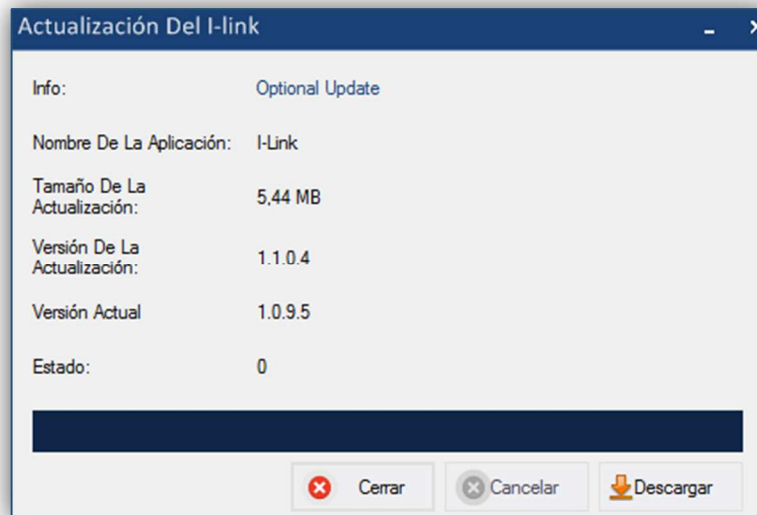 Actualización Del I-link
Info: Optional Update
Nombre De La Aplicación: I-Link
Tamaño De La
Actualización: 5,44 MB
Versión De La
Actualización: 1.1.0.4
Versión Actual 1.0.9.5
Estado: 0
Cerrar Cancelar Descargar